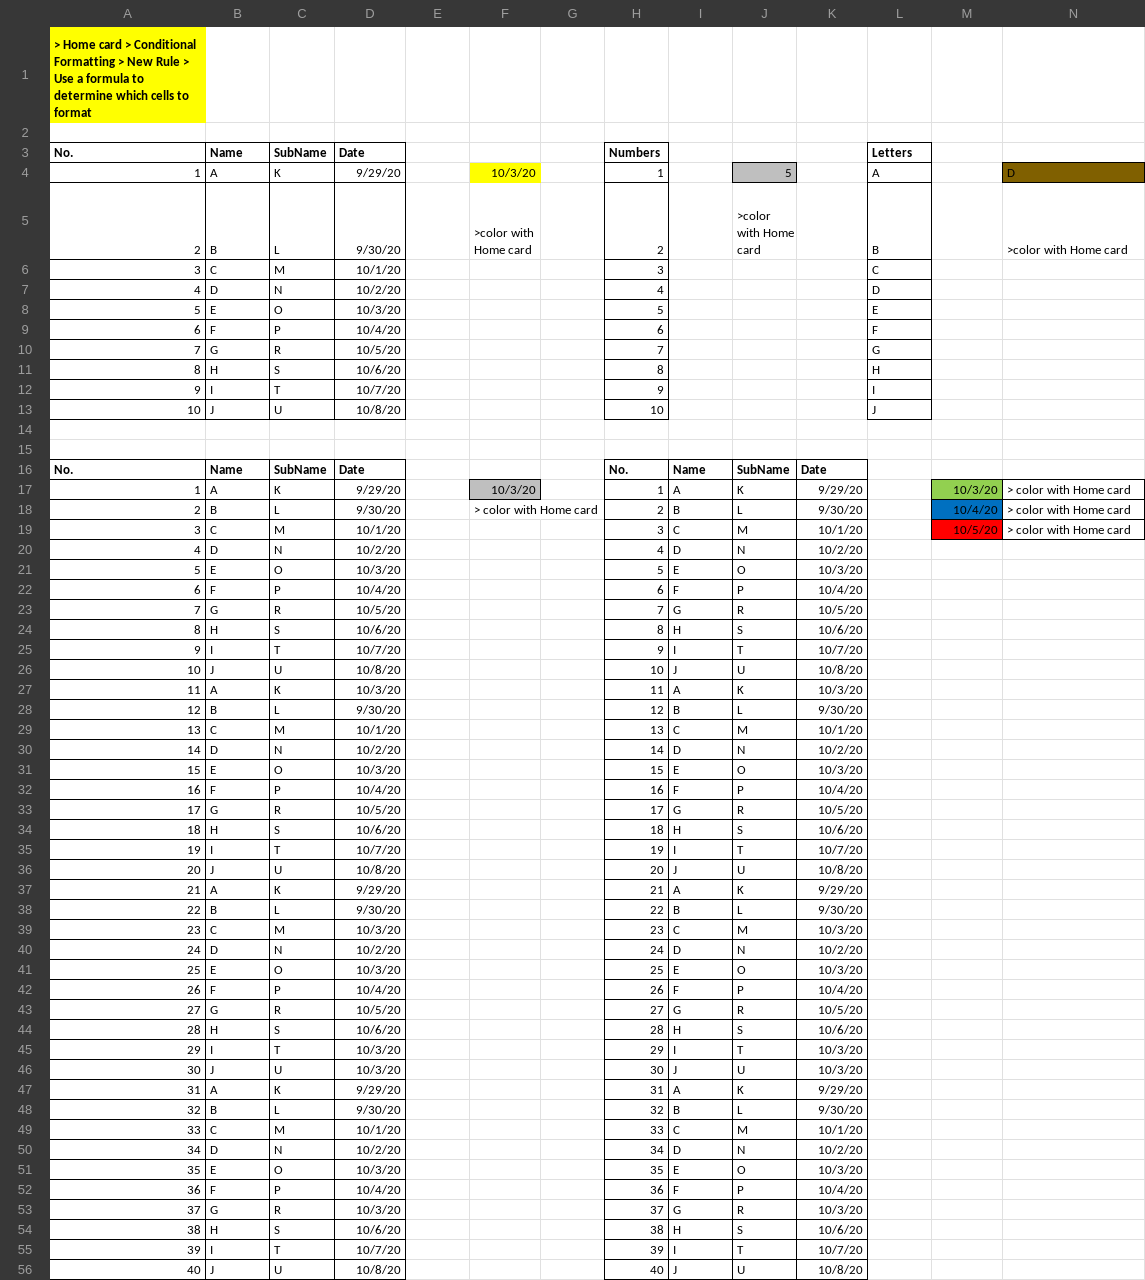 A B C D E F G H I J K L M N
1 > Home card > Conditional
Formatting > New Rule >
Use a formula to
determine which cells to
format
2
3 No. Name SubName Date Numbers Letters
4 1 A K 9/29/20 10/3/20 1 5 A D
5 2 B L 9/30/20 >color with Home card 2 >color with Home card B >color with Home card
6 3 C M 10/1/20 3 C
7 4 D N 10/2/20 4 D
8 5 E O 10/3/20 5 E
9 6 F P 10/4/20 6 F
10 7 G R 10/5/20 7 G
11 8 H S 10/6/20 8 H
12 9 I T 10/7/20 9 I
13 10 J U 10/8/20 10 J
14
15
16 No. Name SubName Date No. Name SubName Date
17 1 A K 9/29/20 10/3/20 1 A K 9/29/20 10/3/20 > color with Home card
18 2 B L 9/30/20 > color with Home card 2 B L 9/30/20 10/4/20 > color with Home card
19 3 C M 10/1/20 3 C M 10/1/20 10/5/20 > color with Home card
20 4 D N 10/2/20 4 D N 10/2/20
21 5 E O 10/3/20 5 E O 10/3/20
22 6 F P 10/4/20 6 F P 10/4/20
23 7 G R 10/5/20 7 G R 10/5/20
24 8 H S 10/6/20 8 H S 10/6/20
25 9 I T 10/7/20 9 I T 10/7/20
26 10 J U 10/8/20 10 J U 10/8/20
27 11 A K 10/3/20 11 A K 10/3/20
28 12 B L 9/30/20 12 B L 9/30/20
29 13 C M 10/1/20 13 C M 10/1/20
30 14 D N 10/2/20 14 D N 10/2/20
31 15 E O 10/3/20 15 E O 10/3/20
32 16 F P 10/4/20 16 F P 10/4/20
33 17 G R 10/5/20 17 G R 10/5/20
34 18 H S 10/6/20 18 H S 10/6/20
35 19 I T 10/7/20 19 I T 10/7/20
36 20 J U 10/8/20 20 J U 10/8/20
37 21 A K 9/29/20 21 A K 9/29/20
38 22 B L 9/30/20 22 B L 9/30/20
39 23 C M 10/3/20 23 C M 10/3/20
40 24 D N 10/2/20 24 D N 10/2/20
41 25 E O 10/3/20 25 E O 10/3/20
42 26 F P 10/4/20 26 F P 10/4/20
43 27 G R 10/5/20 27 G R 10/5/20
44 28 H S 10/6/20 28 H S 10/6/20
45 29 I T 10/3/20 29 I T 10/3/20
46 30 J U 10/3/20 30 J U 10/3/20
47 31 A K 9/29/20 31 A K 9/29/20
48 32 B L 9/30/20 32 B L 9/30/20
49 33 C M 10/1/20 33 C M 10/1/20
50 34 D N 10/2/20 34 D N 10/2/20
51 35 E O 10/3/20 35 E O 10/3/20
52 36 F P 10/4/20 36 F P 10/4/20
53 37 G R 10/3/20 37 G R 10/3/20
54 38 H S 10/6/20 38 H S 10/6/20
55 39 I T 10/7/20 39 I T 10/7/20
56 40 J U 10/8/20 40 J U 10/8/20